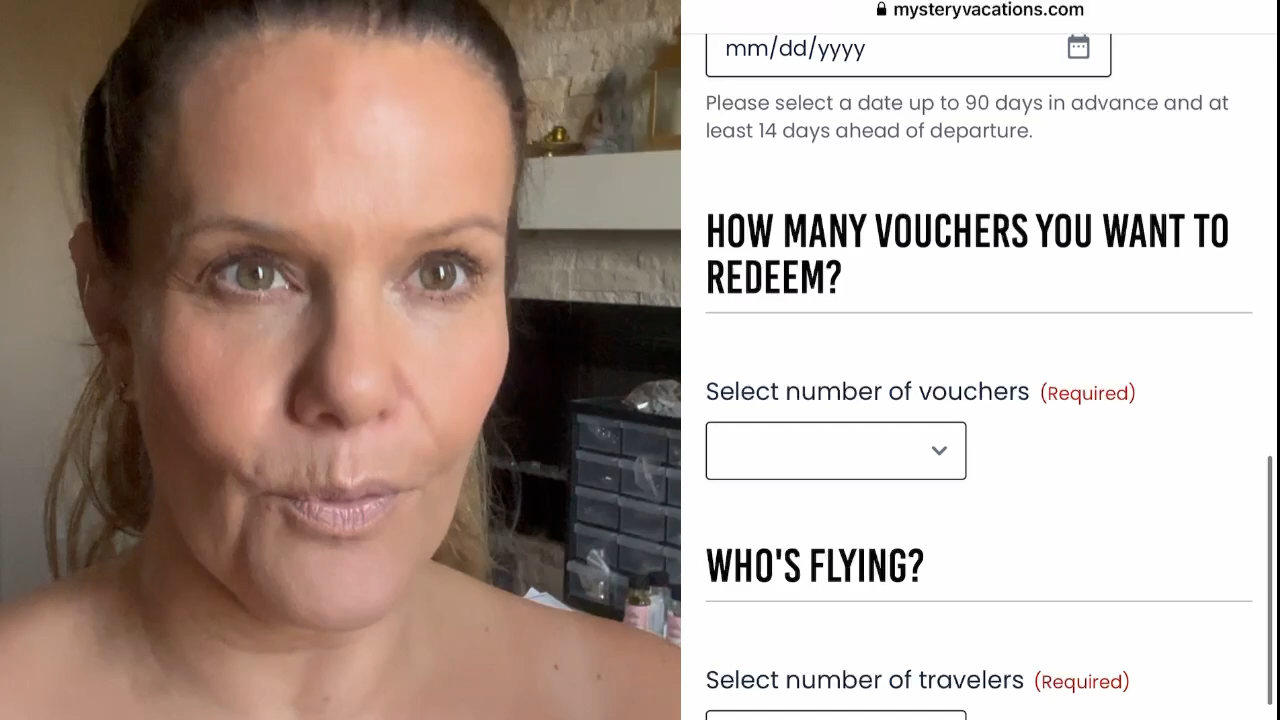 mysteryvacations.com
mm/dd/yyyy
Please select a date up to 90 days in advance and at
least 14 days ahead of departure.
HOW MANY VOUCHERS YOU WANT TO
REDEEM?
Select number of vouchers (Required)
WHO'S FLYING?
Select number of travelers (Required)